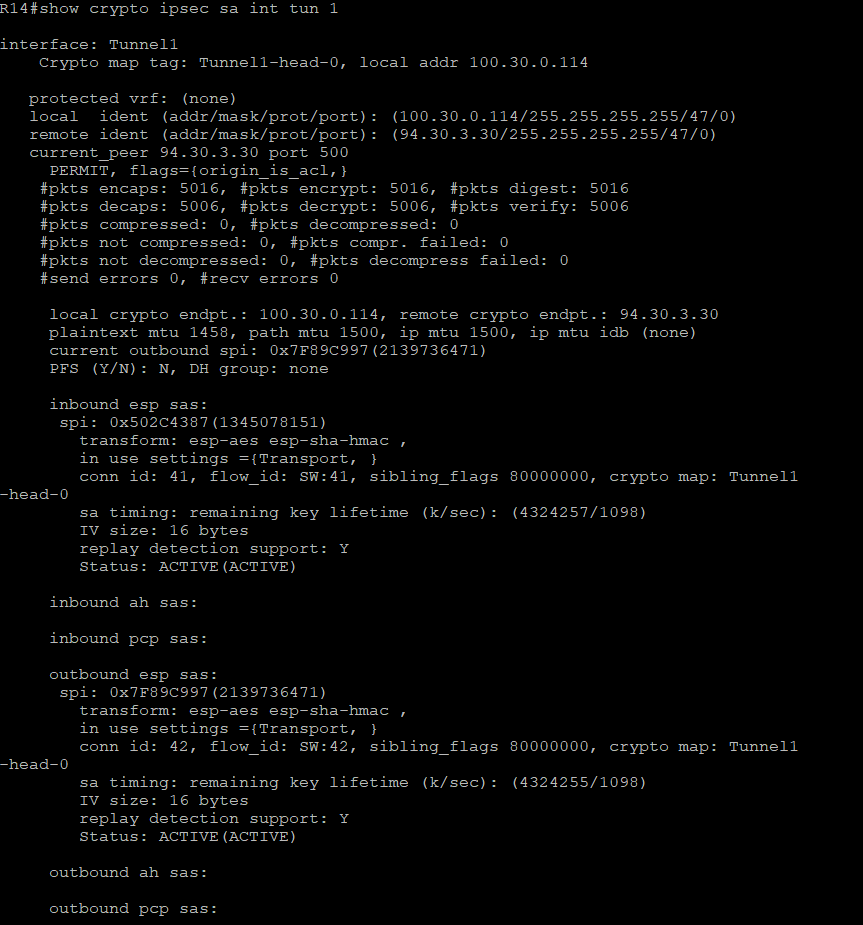 R14#show crypto ipsec sa int tun 1
interface: Tunnel1
Crypto map tag: Tunnel1-head-0, local addr 100.30.0.114
protected vrf: (none)
local  ident (addr/mask/prot/port): (100.30.0.114/255.255.255.255/47/0)
remote ident (addr/mask/prot/port): (94.30.3.30/255.255.255.255/47/0)
current_peer 94.30.3.30 port 500
PERMIT, flags={origin_is_acl,}
#pkts encaps: 5016, #pkts encrypt: 5016, #pkts digest: 5016
#pkts decaps: 5006, #pkts decrypt: 5006, #pkts verify: 5006
#pkts compressed: 0, #pkts decompressed: 0
#pkts not compressed: 0, #pkts compr. failed: 0
#pkts not decompressed: 0, #pkts decompress failed: 0
#send errors 0, #recv errors 0
local crypto endpt.: 100.30.0.114, remote crypto endpt.: 94.30.3.30
plaintext mtu 1458, path mtu 1500, ip mtu 1500, ip mtu idb (none)
current outbound spi: 0x7F89C997(2139736471)
PFS (Y/N): N, DH group: none
inbound esp sas:
spi: 0x502C4387(1345078151)
transform: esp-aes esp-sha-hmac ,
in use settings ={Transport, }
conn id: 41, flow_id: SW:41, sibling_flags 80000000, crypto map: Tunnel1
-head-0
sa timing: remaining key lifetime (k/sec): (4324257/1098)
IV size: 16 bytes
replay detection support: Y
Status: ACTIVE(ACTIVE)
inbound ah sas:
inbound pcp sas:
outbound esp sas:
spi: 0x7F89C997(2139736471)
transform: esp-aes esp-sha-hmac ,
in use settings ={Transport, }
conn id: 42, flow_id: SW:42, sibling_flags 80000000, crypto map: Tunnel1
-head-0
sa timing: remaining key lifetime (k/sec): (4324255/1098)
IV size: 16 bytes
replay detection support: Y
Status: ACTIVE(ACTIVE)
outbound ah sas:
outbound pcp sas: